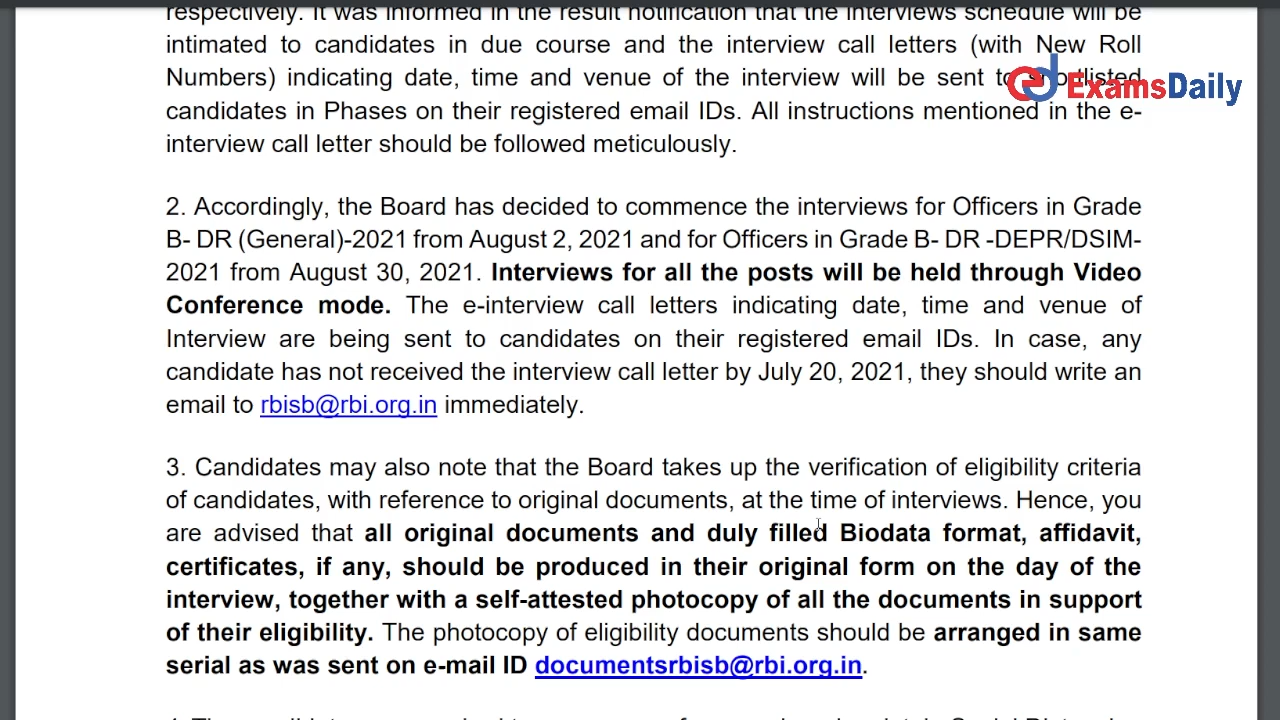 respectively. It was informed in the result notification that the interviews schedule will be
intimated to candidates in due course and the interview call letters (with New Roll
Numbers) indicating date, time and venue of the interview will be sent to shortlisted
ExamsDaily
candidates in Phases on their registered email IDs. All instructions mentioned in the e-
interview call letter should be followed meticulously.
2. Accordingly, the Board has decided to commence the interviews for Officers in Grade
B- DR (General)-2021 from August 2, 2021 and for Officers in Grade B- DR -DEPR/DSIM-
2021 from August 30, 2021. Interviews for all the posts will be held through Video
Conference mode. The e-interview call letters indicating date, time and venue of
Interview are being sent to candidates on their registered email IDs. In case, any
candidate has not received the interview call letter by July 20, 2021, they should write an
email to rbisb@rbi.org.in immediately.
3. Candidates may also note that the Board takes up the verification of eligibility criteria
of candidates, with reference to original documents, at the time of interviews. Hence, you
are advised that all original documents and duly filled Biodata format, affidavit,
certificates, if any, should be produced in their original form on the day of the
interview, together with a self-attested photocopy of all the documents in support
of their eligibility. The photocopy of eligibility documents should be arranged in same
serial as was sent on e-mail ID documentsrbisb@rbi.org.in.